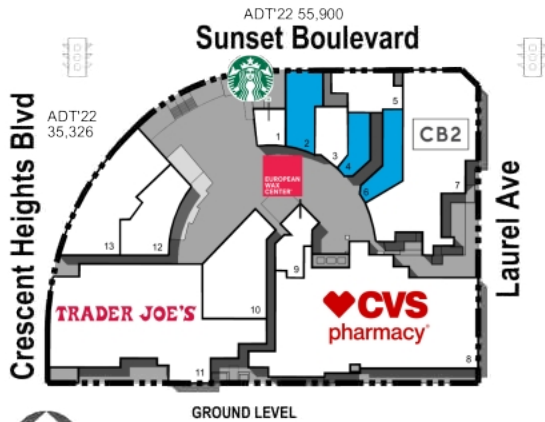 ADT'22 55,900
Sunset Boulevard
Crescent Heights Blvd
ADT'22
35,326
1
2
3
4
5
6
CB2
7
Laurel Ave
EUROPEAN
WAX
CENTER
13
12
9
10
TRADER JOE'S
CVS
pharmacy
11
8
GROUND LEVEL